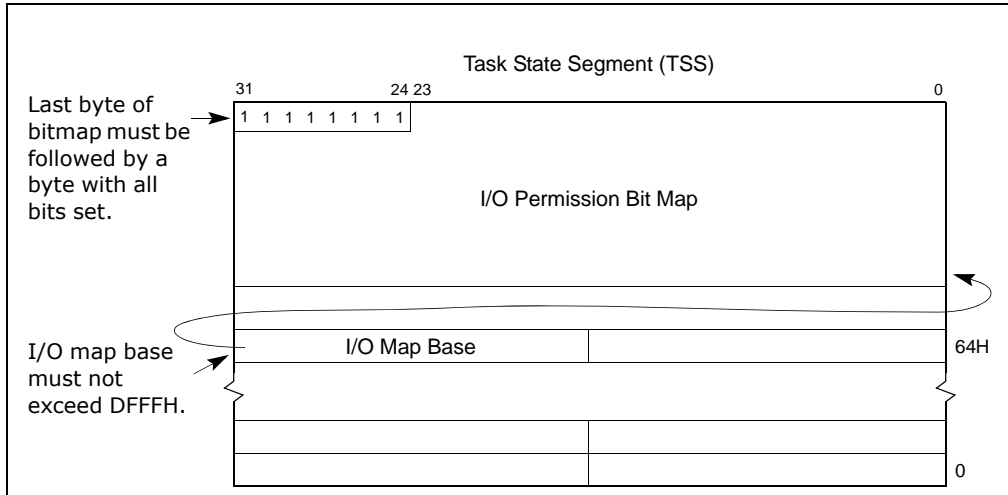 Task State Segment (TSS)
31 24 23 0
Last byte of
bitmap must be
followed by a
byte with all
bits set.
1 1 1 1 1 1 1 1
I/O Permission Bit Map
I/O map base
must not
exceed DFFFH.
I/O Map Base
64H
0